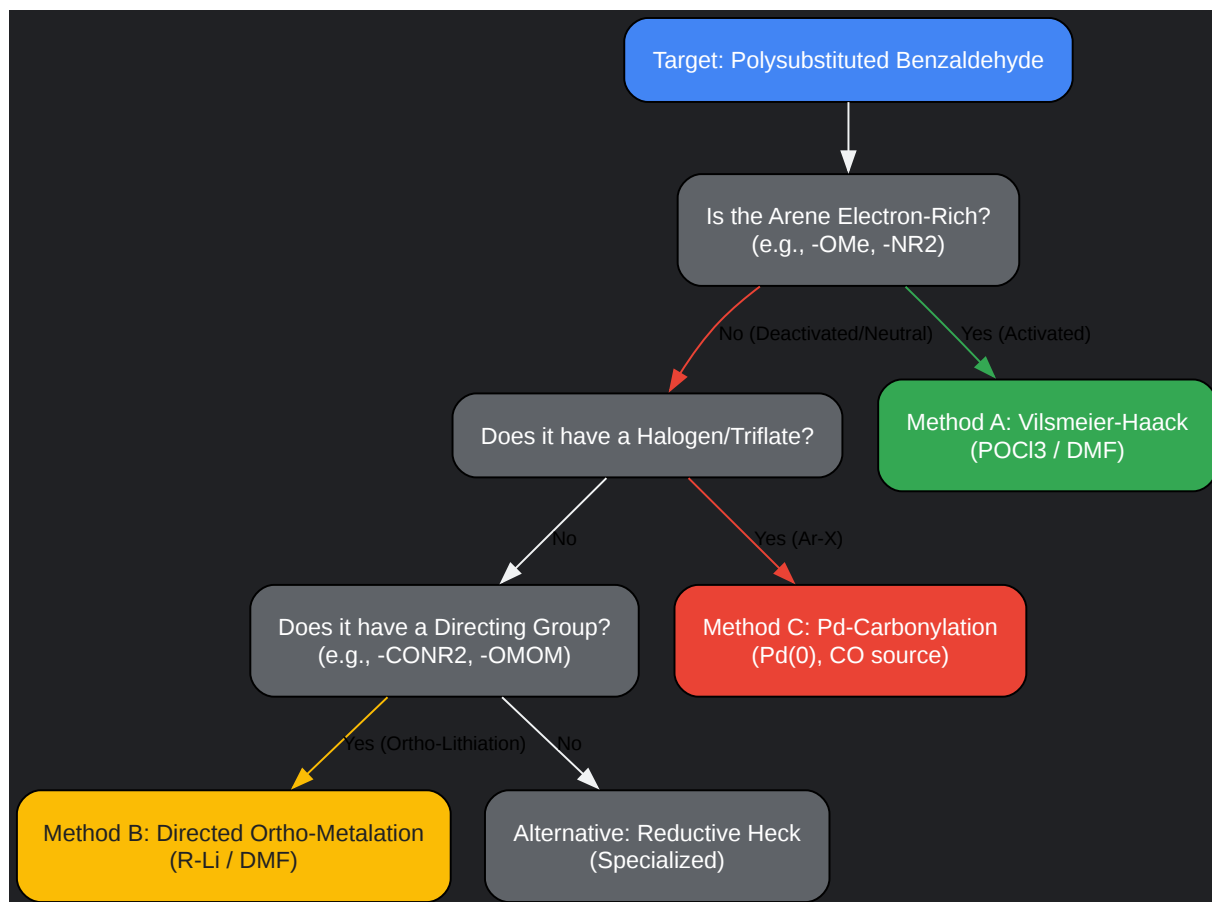 Target: Polysubstituted Benzaldehyde
Is the Arene Electron-Rich?
(e.g., -OMe, -NR2)
No (Deactivated/Neutral)
Yes (Activated)
Does it have a Halogen/Triflate?
Method A: Vilsmeier-Haack
(POCl3 / DMF)
No
Yes (Ar-X)
Does it have a Directing Group?
(e.g., -CONR2, -OMOM)
Method C: Pd-Carbonylation
(Pd(0), CO source)
Yes (Ortho-Lithiation)
No
Method B: Directed Ortho-Metalation
(R-Li / DMF)
Alternative: Reductive Heck
(Specialized)